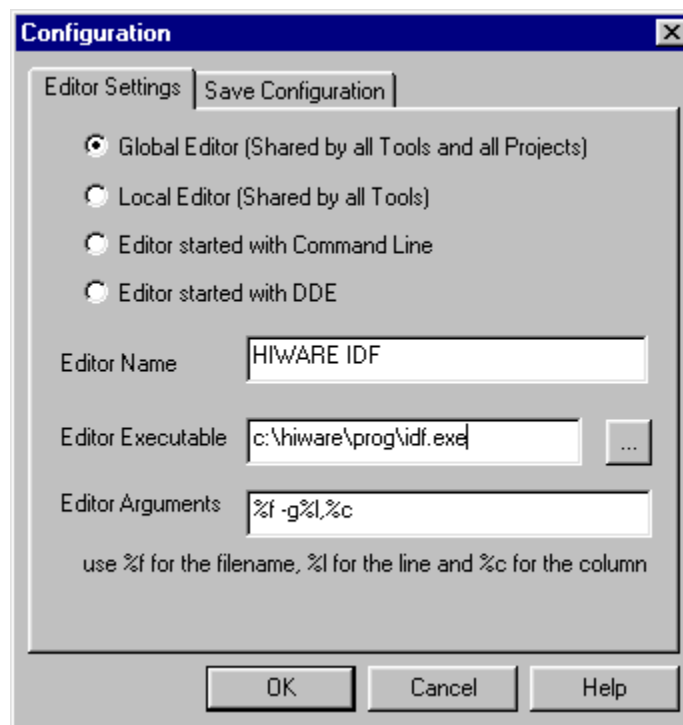 Configuration
Editor Settings Save Configuration
Global Editor (Shared by all Tools and all Projects)
Local Editor (Shared by all Tools)
Editor started with Command Line
Editor started with DDE
Editor Name HIWARE IDF
Editor Executable c:\hiware\prog\idf.exe ...
Editor Arguments %f -g%l,%c
use %f for the filename, %l for the line and %c for the column
OK Cancel Help